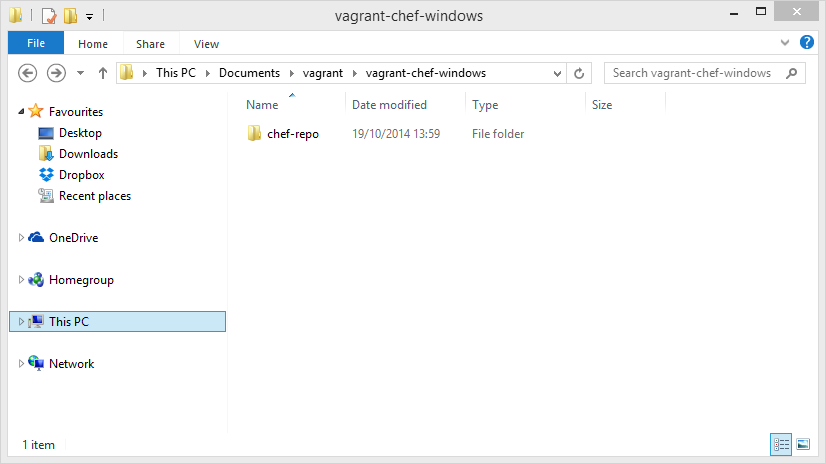 vagrant-chef-windows
File Home Share View
This PC Documents vagrant vagrant-chef-windows Search vagrant-chef-windows
Name Date modified Type Size
chef-repo 19/10/2014 13:59 File folder
Favourites
Desktop
Downloads
Dropbox
Recent places
OneDrive
Homegroup
This PC
Network
1 item